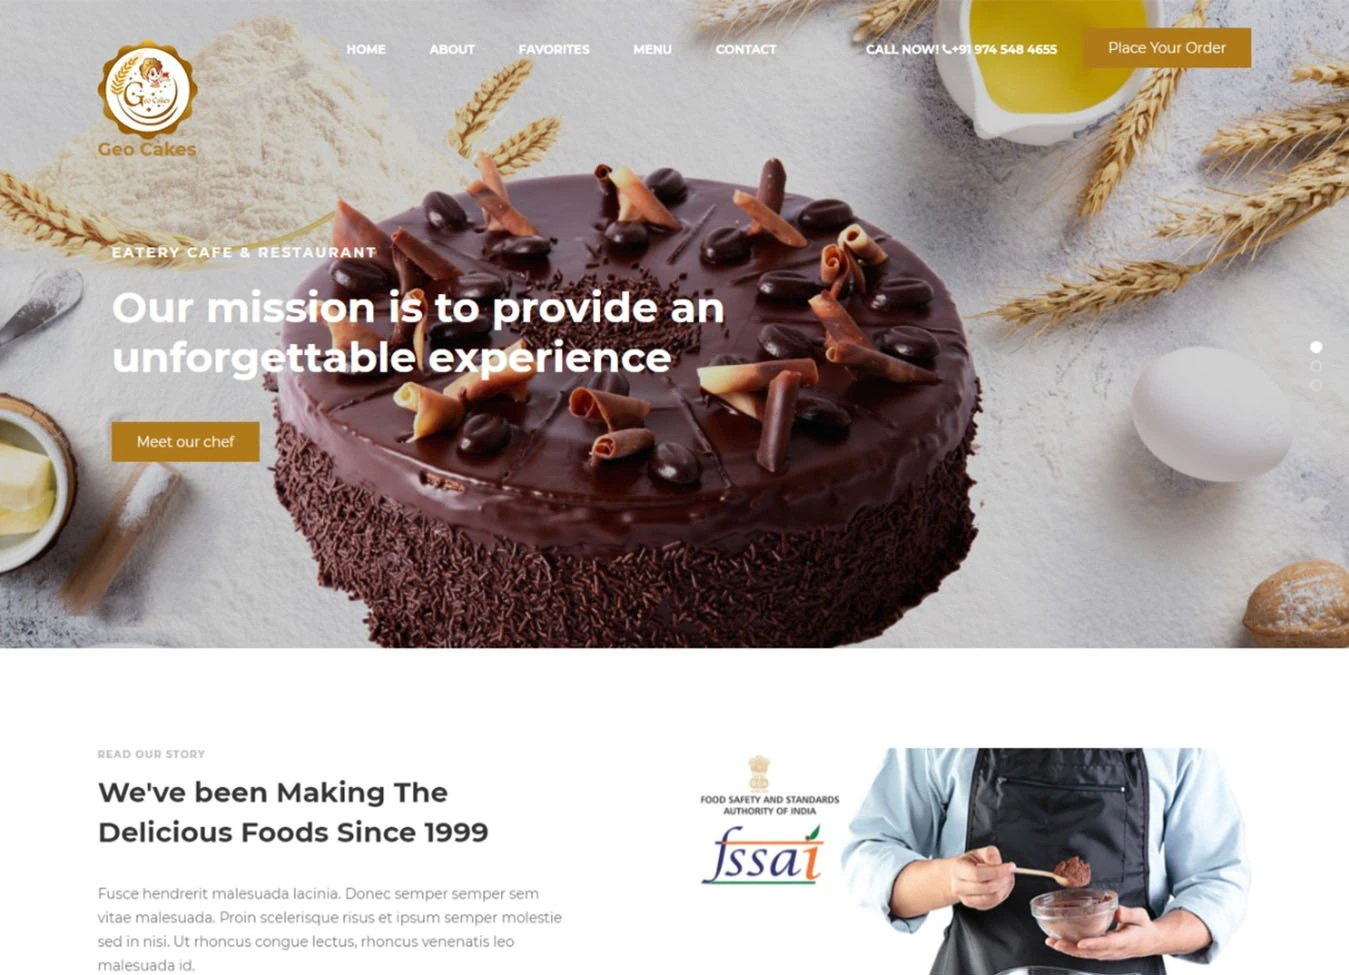 HOME ABOUT FAVORITES MENU CONTACT CALL NOW! +91 974 548 4655 Place Your Order
Geo Cakes
Geo Cakes
EATERY CAFE & RESTAURANT
Our mission is to provide an
unforgettable experience
Meet our chef
READ OUR STORY
We've been Making The
Delicious Foods Since 1999
Fusce hendrerit malesuada lacinia. Donec semper semper sem
vitae malesuada. Proin scelerisque risus et ipsum semper molestie
sed in nisi. Ut rhoncus congue lectus, rhoncus venenatis leo
malesuada id.
FOOD SAFETY AND STANDARDS
AUTHORITY OF INDIA
fssai